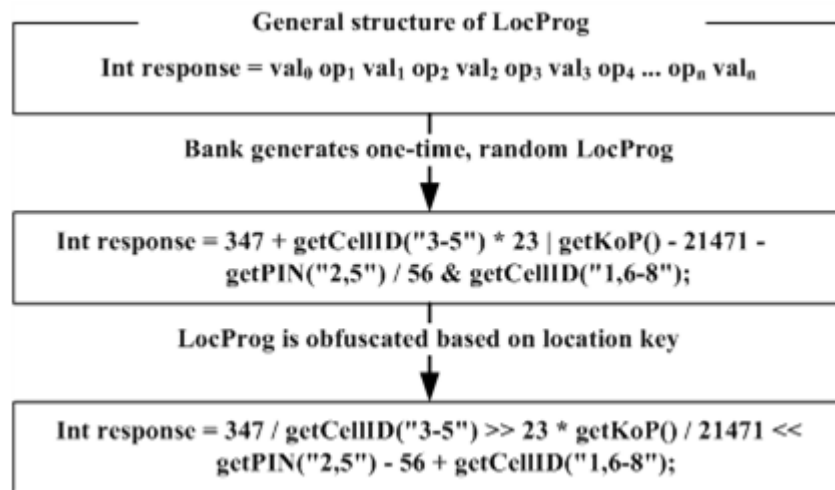 General structure of LocProg
Int response = val₀ op₁ val₁ op₂ val₂ op₃ val₃ op₄ ... opₙ valₙ
Bank generates one-time, random LocProg
Int response = 347 + getCellID("3-5") * 23 | getKoP() - 21471 -
getPIN("2,5") / 56 & getCellID("1,6-8");
LocProg is obfuscated based on location key
Int response = 347 / getCellID("3-5") >> 23 * getKoP() / 21471 <<
getPIN("2,5") - 56 + getCellID("1,6-8");